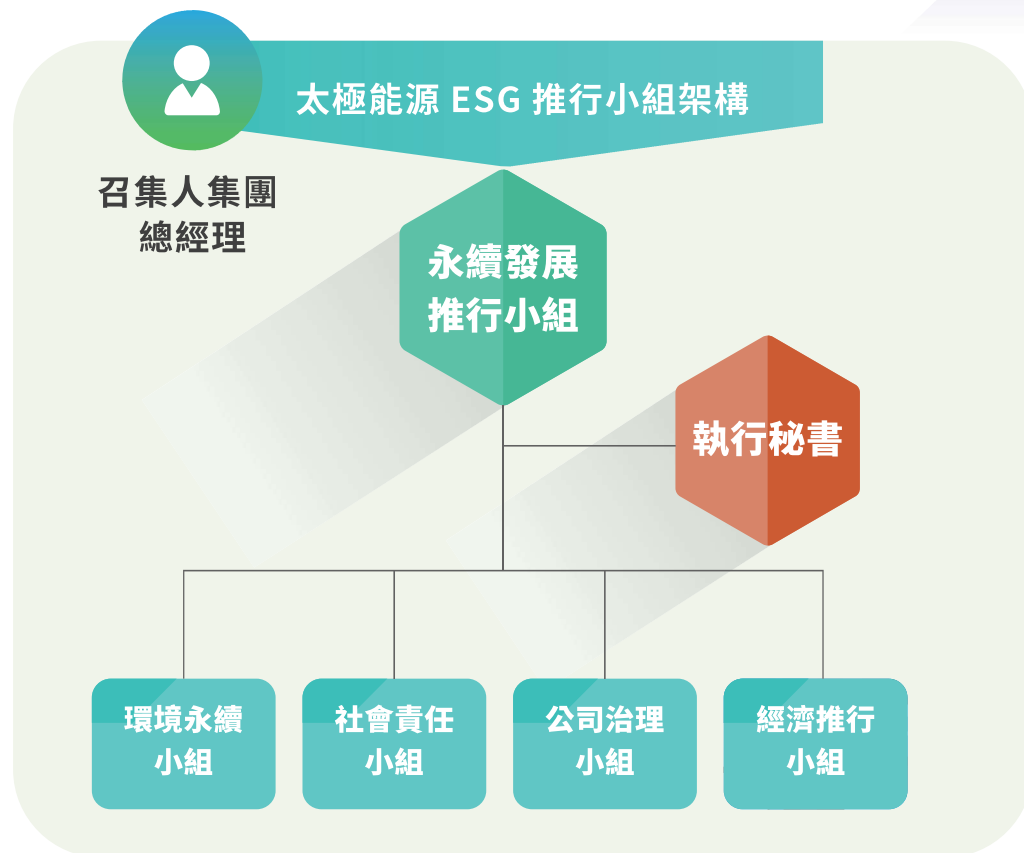 太極能源 ESG 推行小組架構
召集人集團
總經理
永續發展
推行小組
執行秘書
環境永續
小組
社會責任
小組
公司治理
小組
經濟推行
小組